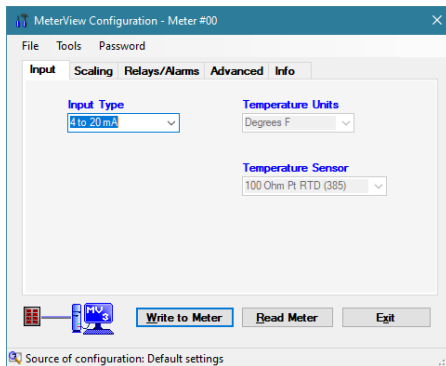 MeterView Configuration - Meter #00
File Tools Password
Input Scaling Relays/Alarms Advanced Info
Input Type Temperature Units
4 to 20 mA Degrees F
Temperature Sensor
100 Ohm Pt RTD (385)
MV 3 Write to Meter Read Meter Exit
Source of configuration: Default settings